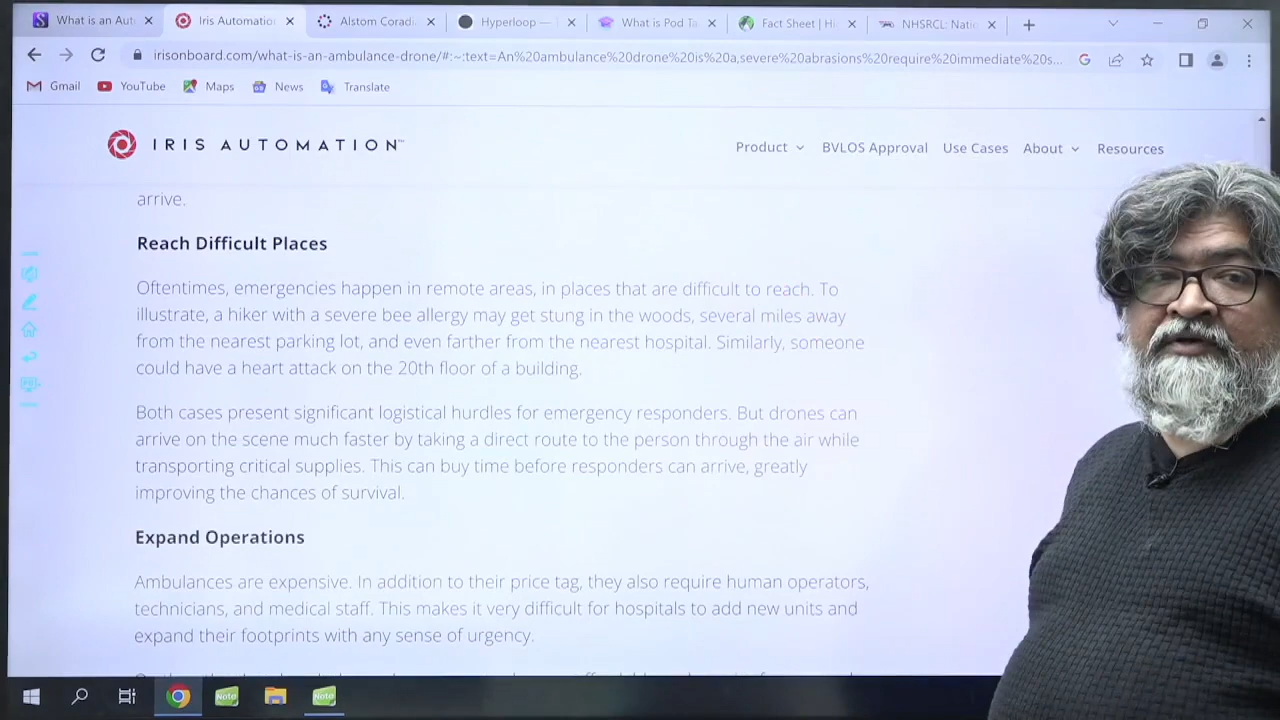 What is an Aut
Iris Automatio
Alstom Coradi
Hyperloop —
What is Pod Ta
Fact Sheet | Hi
NHSRCL: Natio
irisonboard.com/what-is-an-ambulance-drone/#:~:text=An%20ambulance%20drone%20is%20a,severe%20abrasions%20require%20immediate%20s...
Gmail
YouTube
Maps
News
Translate
IRIS AUTOMATION
Product
BVLOS Approval
Use Cases
About
Resources
arrive.
Reach Difficult Places
Oftentimes, emergencies happen in remote areas, in places that are difficult to reach. To
illustrate, a hiker with a severe bee allergy may get stung in the woods, several miles away
from the nearest parking lot, and even farther from the nearest hospital. Similarly, someone
could have a heart attack on the 20th floor of a building.
Both cases present significant logistical hurdles for emergency responders. But drones can
arrive on the scene much faster by taking a direct route to the person through the air while
transporting critical supplies. This can buy time before responders can arrive, greatly
improving the chances of survival.
Expand Operations
Ambulances are expensive. In addition to their price tag, they also require human operators,
technicians, and medical staff. This makes it very difficult for hospitals to add new units and
expand their footprints with any sense of urgency.
Note
Note